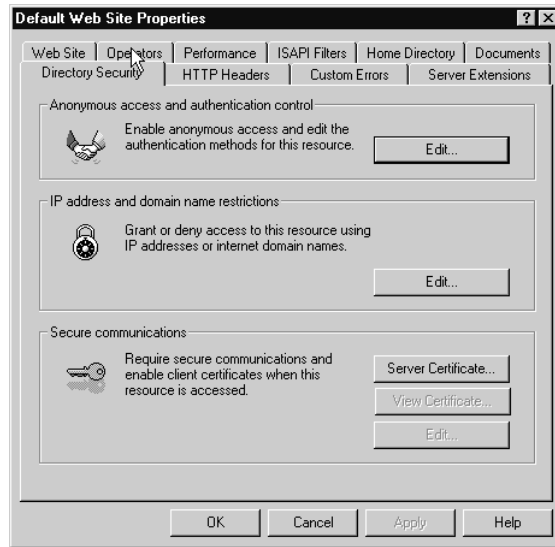 Default Web Site Properties
Web Site Operators Performance ISAPI Filters Home Directory Documents
Directory Security HTTP Headers Custom Errors Server Extensions
Anonymous access and authentication control
Enable anonymous access and edit the
authentication methods for this resource.
Edit...
IP address and domain name restrictions
Grant or deny access to this resource using
IP addresses or internet domain names.
Edit...
Secure communications
Require secure communications and
enable client certificates when this
resource is accessed.
Server Certificate...
View Certificate...
Edit...
OK Cancel Apply Help